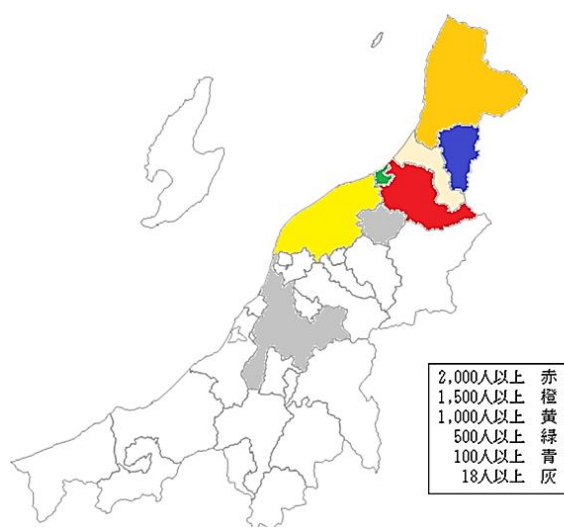 2,000人以上 赤
1,500人以上 橙
1,000人以上 黄
500人以上 緑
100人以上 青
18人以上 灰